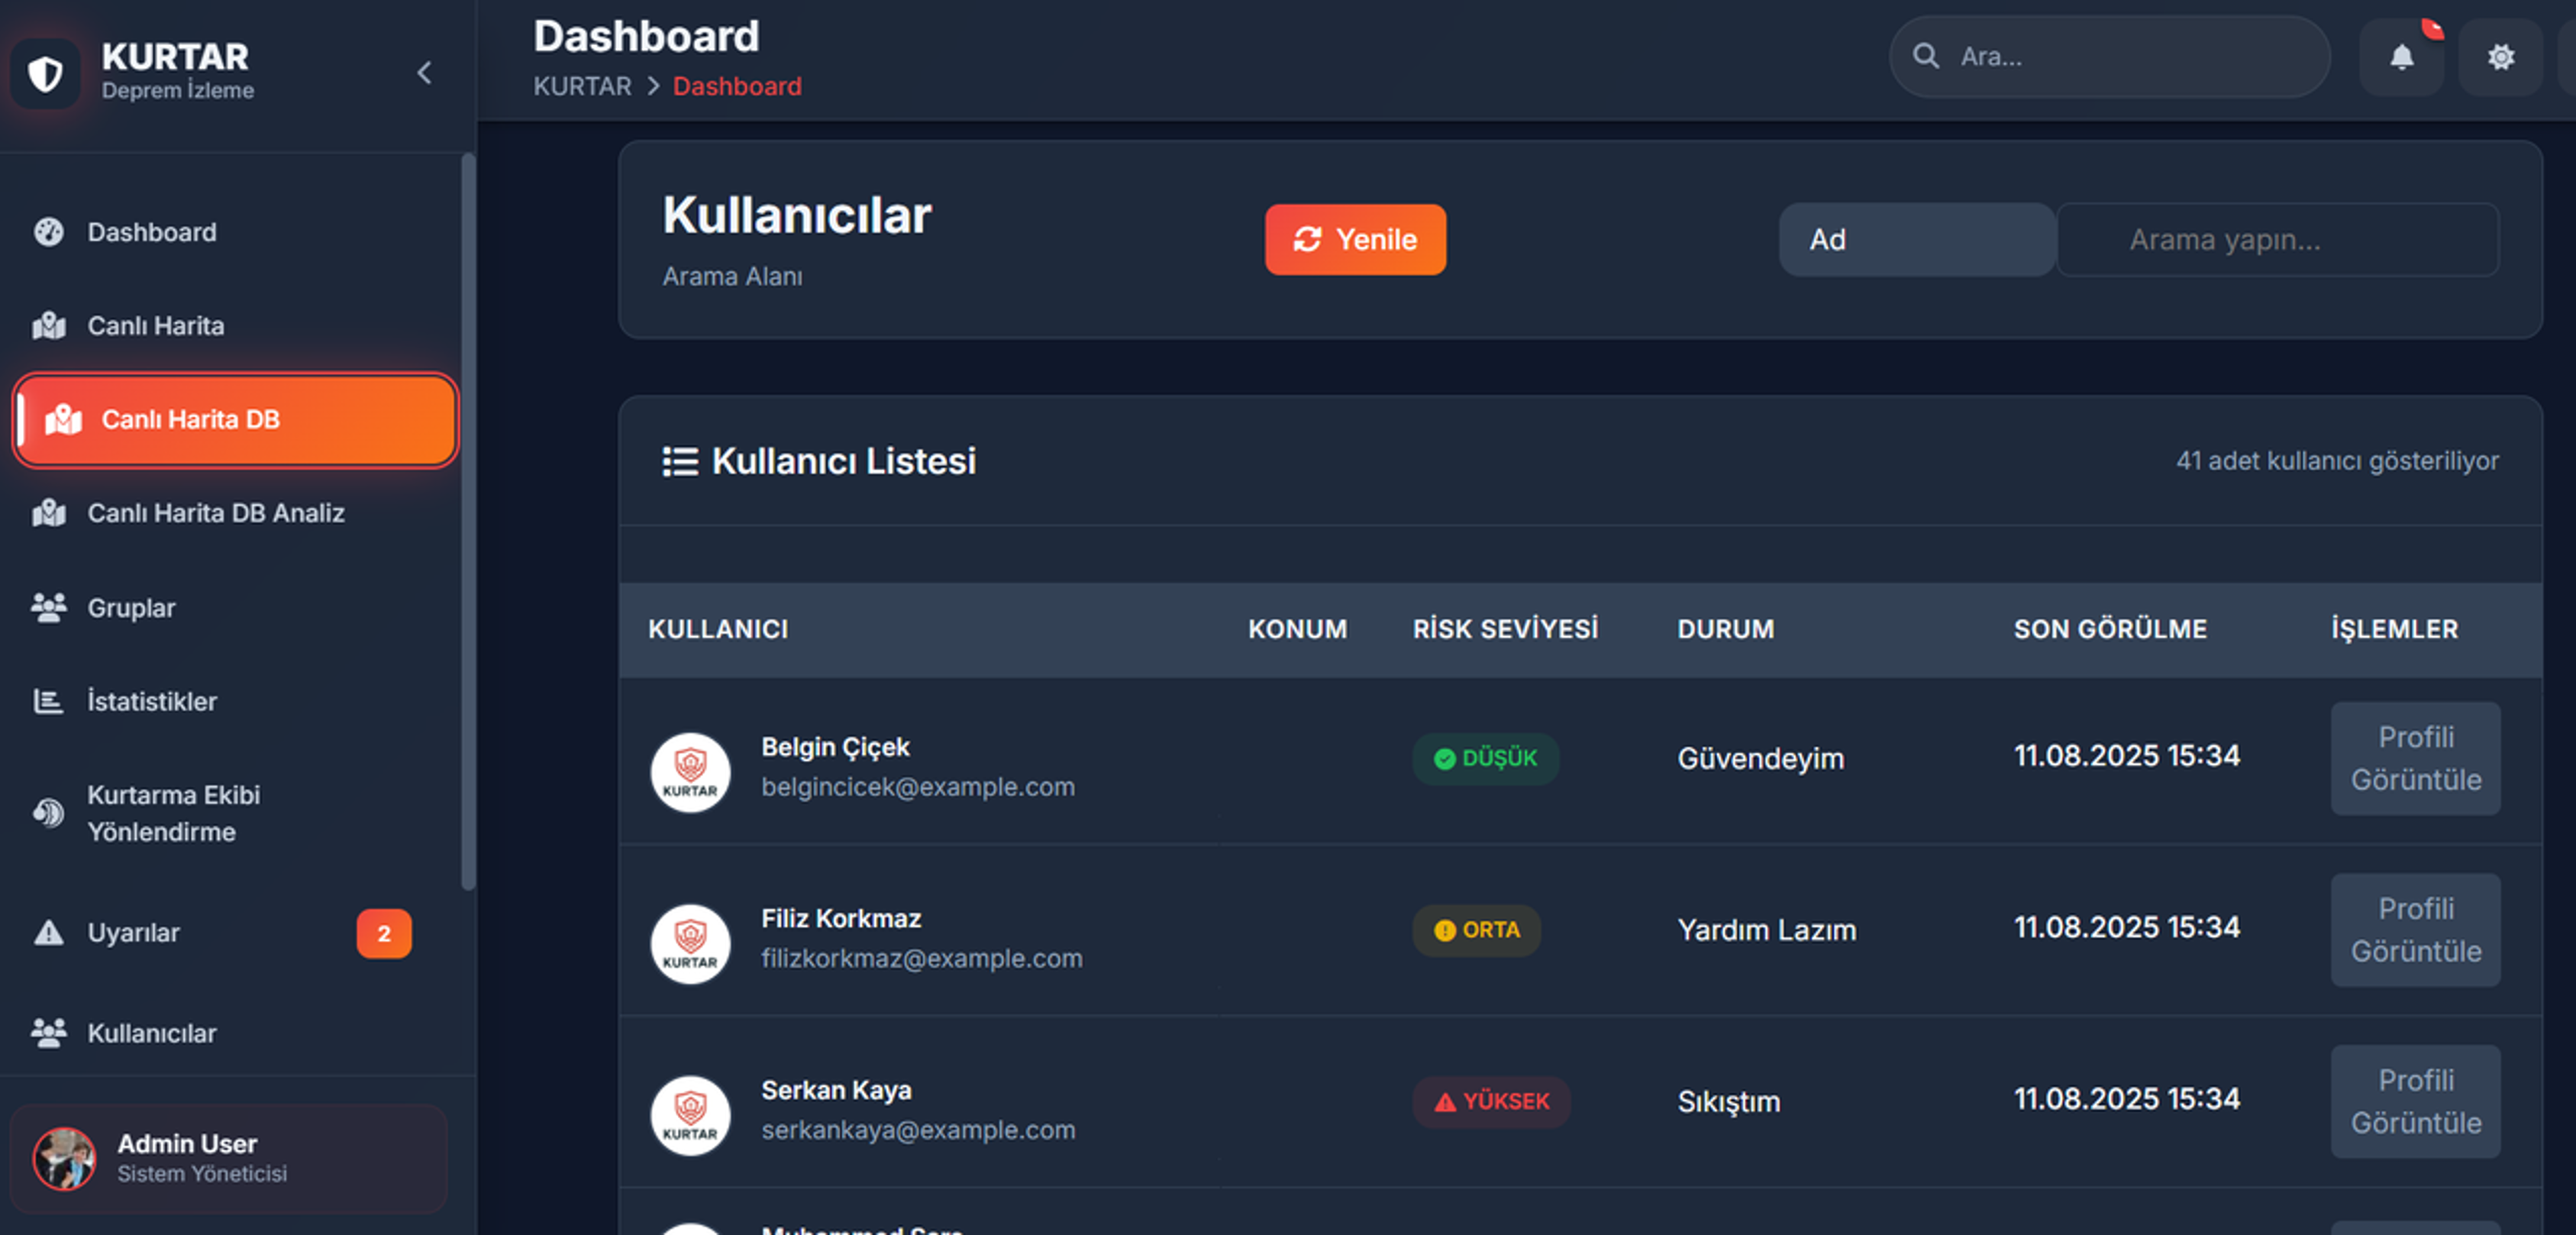 KURTAR
Deprem İzleme
Dashboard
Canlı Harita
Canlı Harita DB
Canlı Harita DB Analiz
Gruplar
İstatistikler
Kurtarma Ekibi
Yönlendirme
Uyarılar 2
Kullanıcılar
Admin User
Sistem Yöneticisi
Dashboard
KURTAR > Dashboard
Ara...
Kullanıcılar
Arama Alanı
Yenile
Ad
Arama yapın...
Kullanıcı Listesi
41 adet kullanıcı gösteriliyor
KULLANICI KONUM RİSK SEVİYESİ DURUM SON GÖRÜLME İŞLEMLER
KURTAR
Belgin Çiçek
belgincicek@example.com
DÜŞÜK
Güvendeyim
11.08.2025 15:34
Profili
Görüntüle
KURTAR
Filiz Korkmaz
filizkorkmaz@example.com
ORTA
Yardım Lazım
11.08.2025 15:34
Profili
Görüntüle
KURTAR
Serkan Kaya
serkankaya@example.com
YÜKSEK
Sıkıştım
11.08.2025 15:34
Profili
Görüntüle